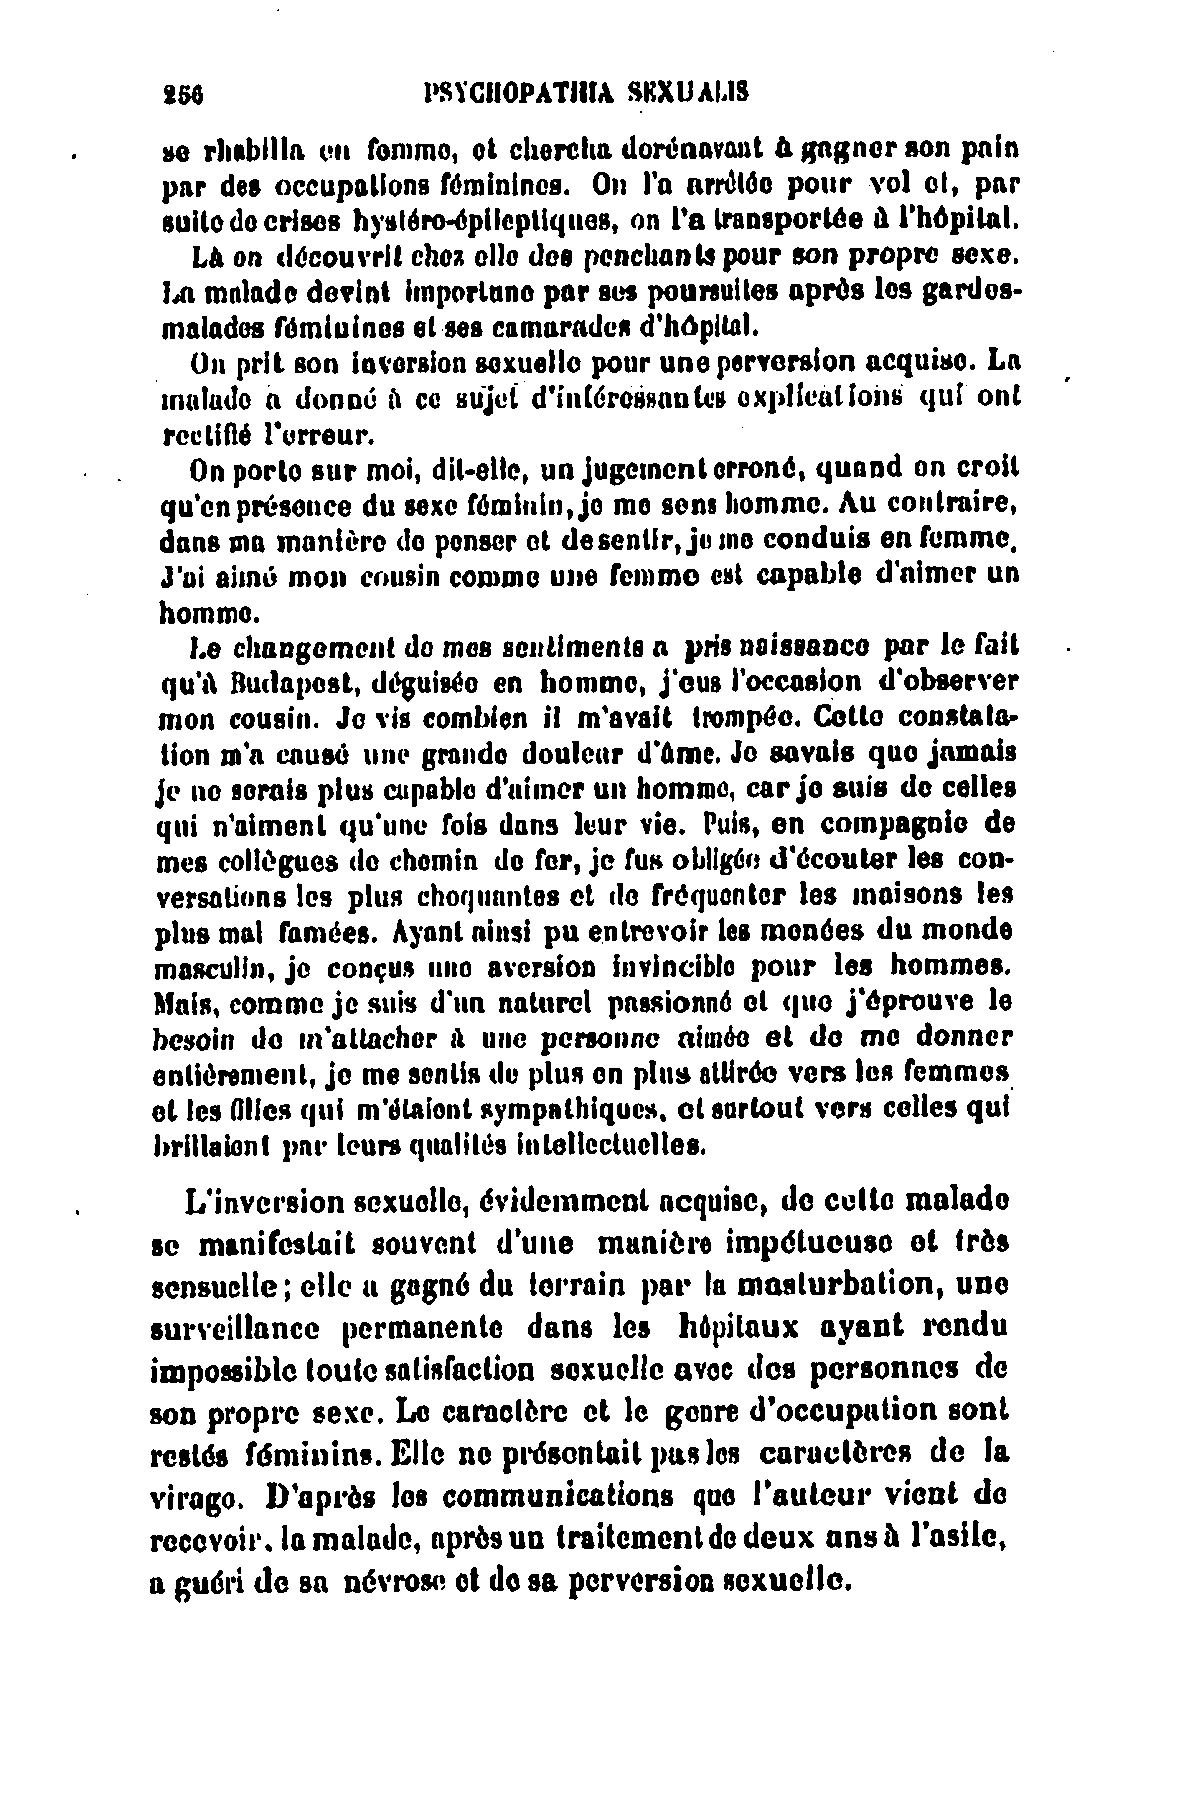 256 PSYCHOPATHIA SEXUALIS
se rhabilla en femme, et chercha dorénavant à gagner son pain
par des occupations féminines. On l'a arrêtée pour vol et, par
suite de crises hystéro-épileptiques, on l'a transportée à l'hôpital.
Là on découvrit chez elle des penchants pour son propre sexe.
La malade devint importune par ses poursuites après les gardes-
malades féminines et ses camarades d'hôpital.
On prit son inversion sexuelle pour une perversion acquise. La
malade a donné à ce sujet d'intéressantes explications qui ont
rectifié l'erreur.
On porte sur moi, dit-elle, un jugement erroné, quand on croit
qu'en présence du sexe féminin, je me sens homme. Au contraire,
dans ma manière de penser et de sentir, je me conduis en femme.
J'ai aimé mon cousin comme une femme est capable d'aimer un
homme.
Le changement de mes sentiments a pris naissance par le fait
qu'à Budapest, déguisée en homme, j'eus l'occasion d'observer
mon cousin. Je vis combien il m'avait trompée. Cette constata-
tion m'a causé une grande douleur d'âme. Je savais que jamais
je ne serais plus capable d'aimer un homme, car je suis de celles
qui n'aiment qu'une fois dans leur vie. Puis, en compagnie de
mes collègues de chemin de fer, je fus obligée d'écouter les con-
versations les plus choquantes et de fréquenter les maisons les
plus mal famées. Ayant ainsi pu entrevoir les menées du monde
masculin, je conçus une aversion invincible pour les hommes.
Mais, comme je suis d'un naturel passionné et que j'éprouve le
besoin de m'attacher à une personne aimée et de me donner
entièrement, je me sentis de plus en plus attirée vers les femmes
et les filles qui m'étaient sympathiques, et surtout vers celles qui
brillaient par leurs qualités intellectuelles.
L'inversion sexuelle, évidemment acquise, de cette malade
se manifestait souvent d'une manière impétueuse et très
sensuelle ; elle a gagné du terrain par la masturbation, une
surveillance permanente dans les hôpitaux ayant rendu
impossible toute satisfaction sexuelle avec des personnes de
son propre sexe. Le caractère et le genre d'occupation sont
restés féminins. Elle ne présentait pas les caractères de la
virago. D'après les communications que l'auteur vient de
recevoir, la malade, après un traitement de deux ans à l'asile,
a guéri de sa névrose et de sa perversion sexuelle.